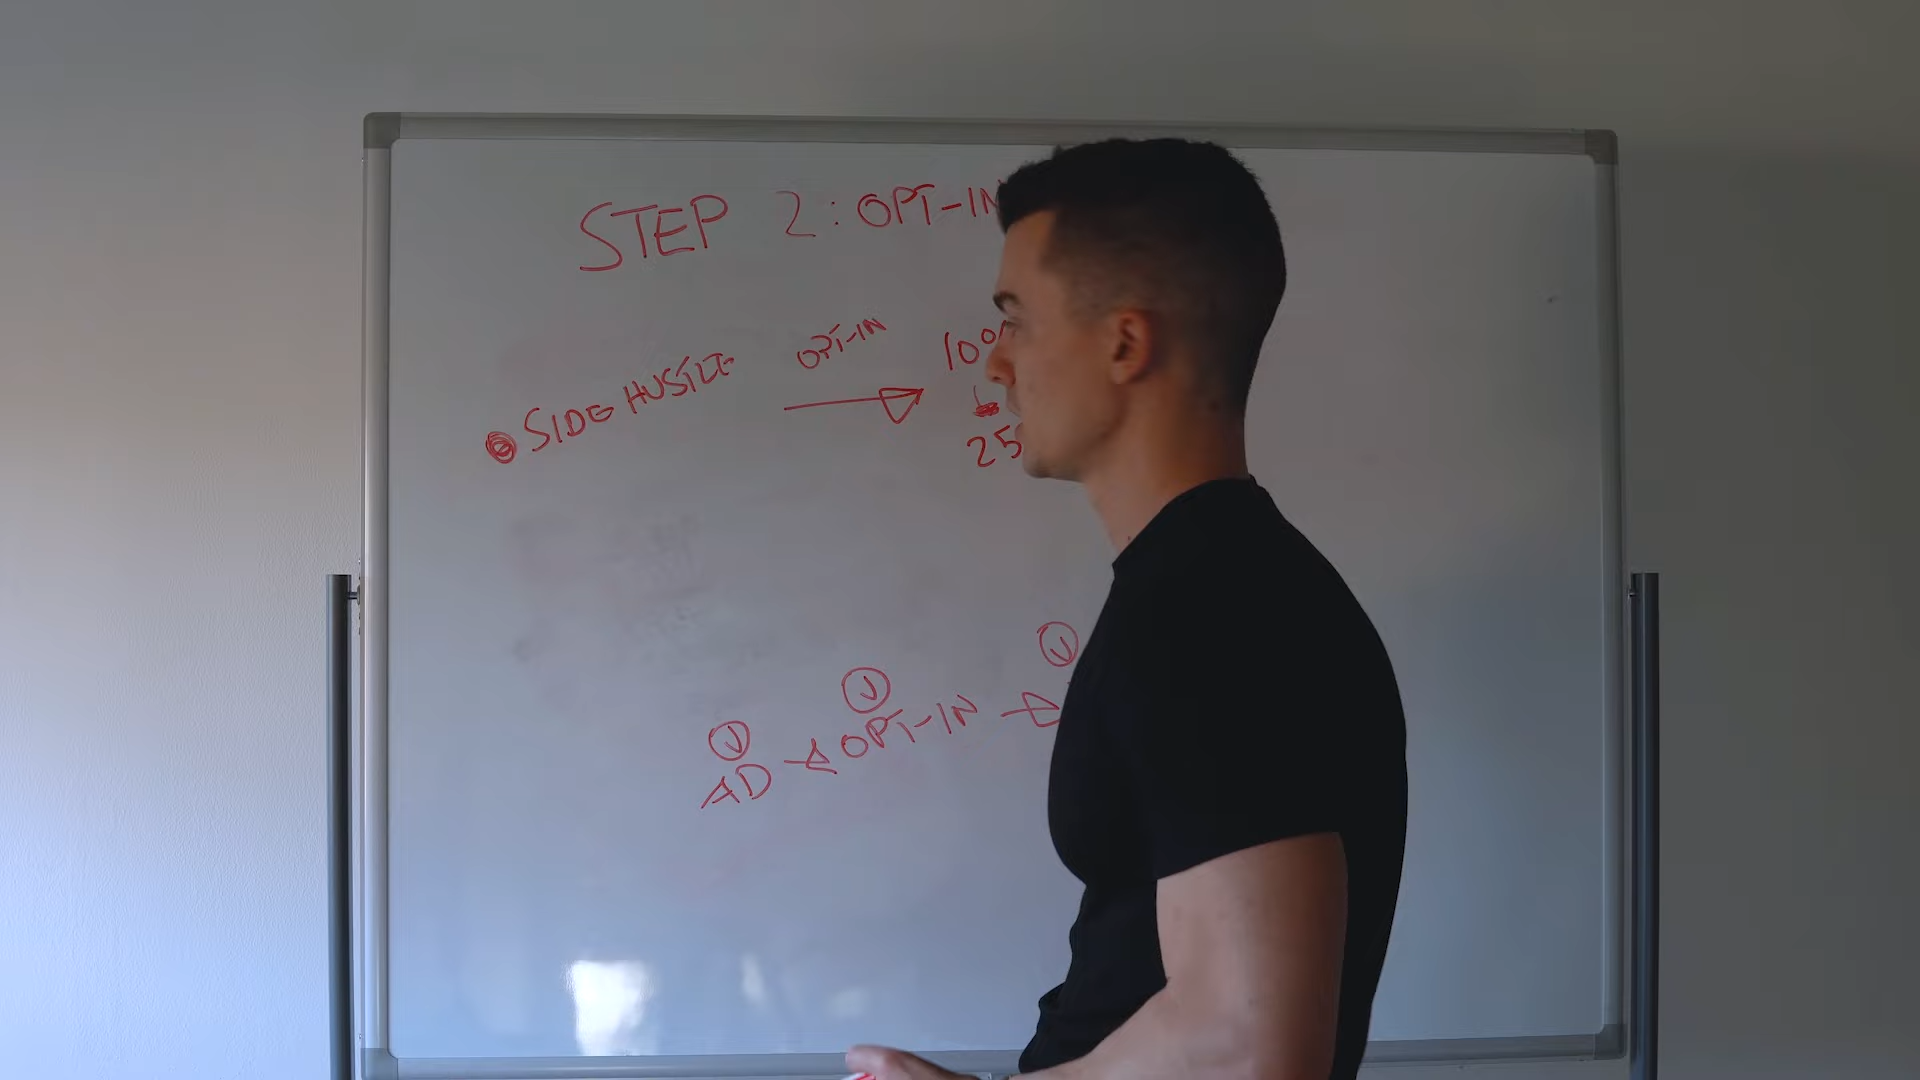 STEP 2: OPT-IN
SIDE HUSTLE
OPT-IN
100
25
OPT-IN
AD